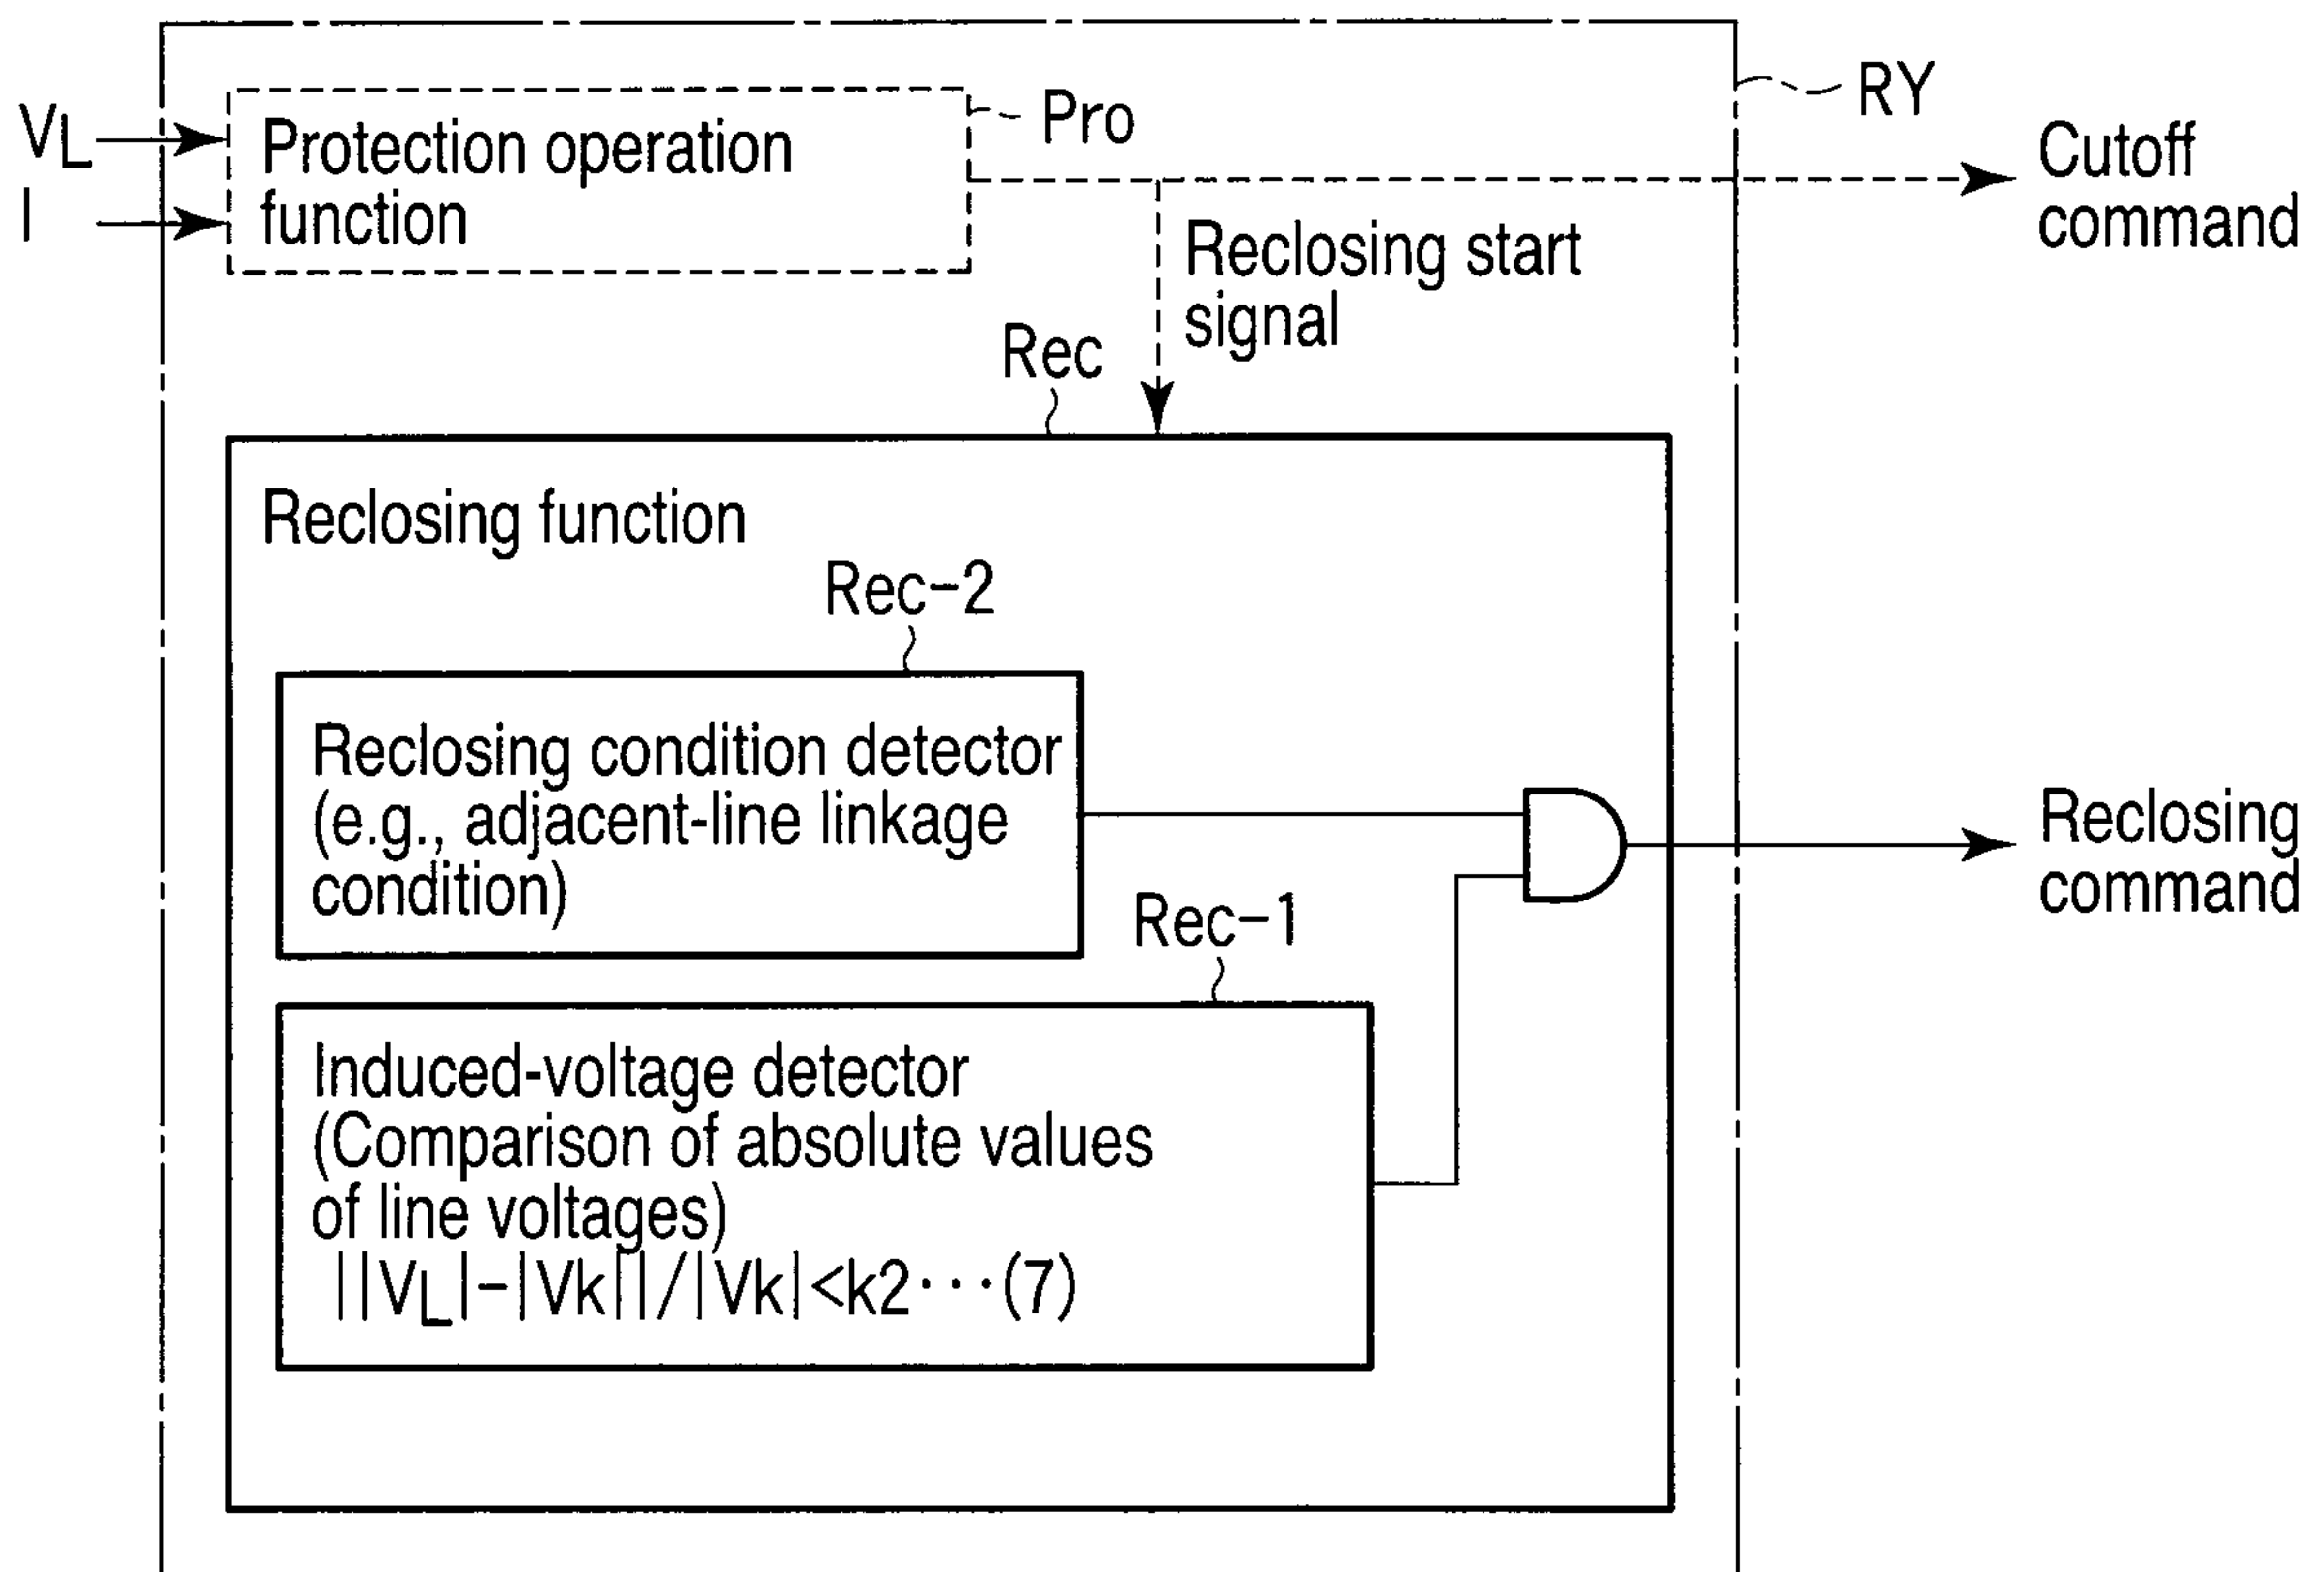 RY
VL
I
Protection operation
function
Pro
Cutoff
command
Reclosing start
signal
Rec
Reclosing function
Rec-2
Reclosing condition detector
(e.g., adjacent-line linkage
condition)
Reclosing
command
Rec-1
Induced-voltage detector
(Comparison of absolute values
of line voltages)
||VL|-|Vk||/|Vk|<k2···(7)